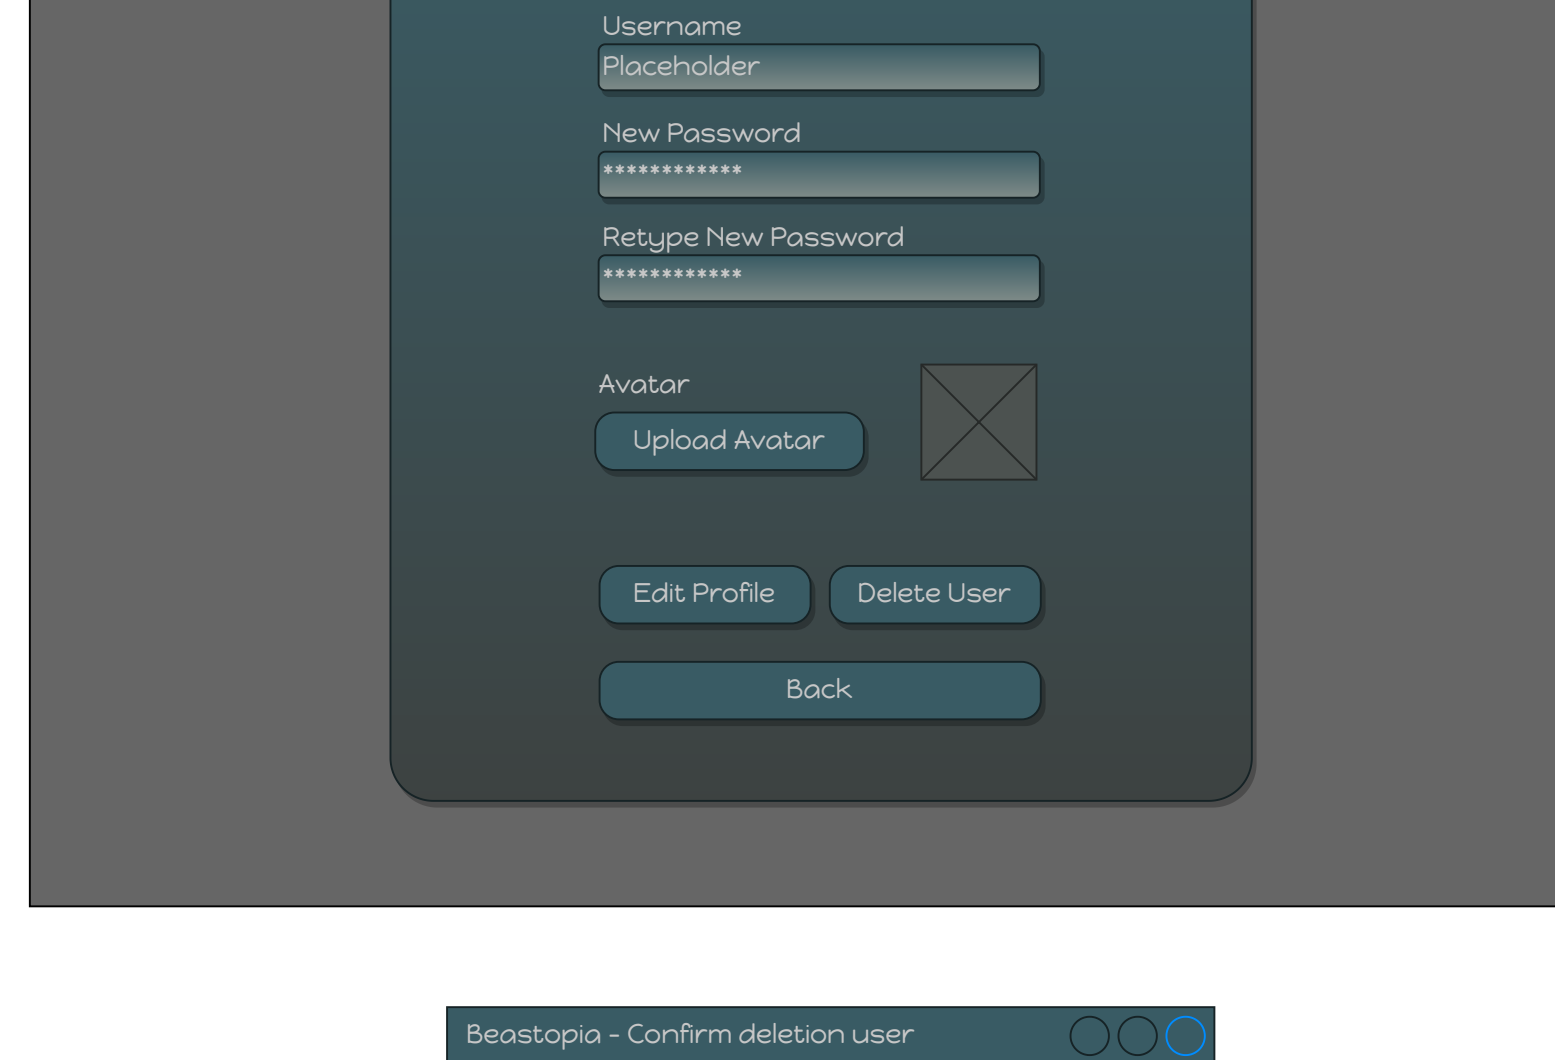 Username
Placeholder
New Password
************
Retype New Password
************
Avatar
Upload Avatar
Edit Profile
Delete User
Back
Beastopia - Confirm deletion user